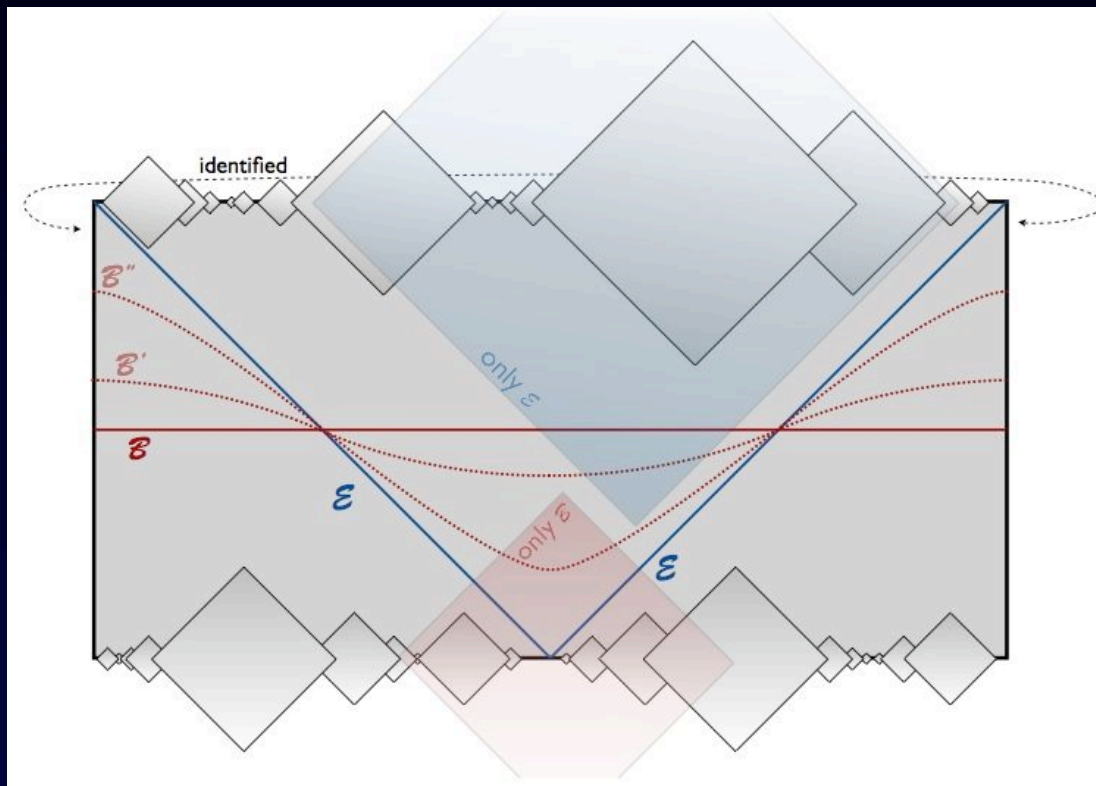 identified
ℬ″
ℬ′
only ℰ
ℬ
ℰ
only ℰ
ℰ